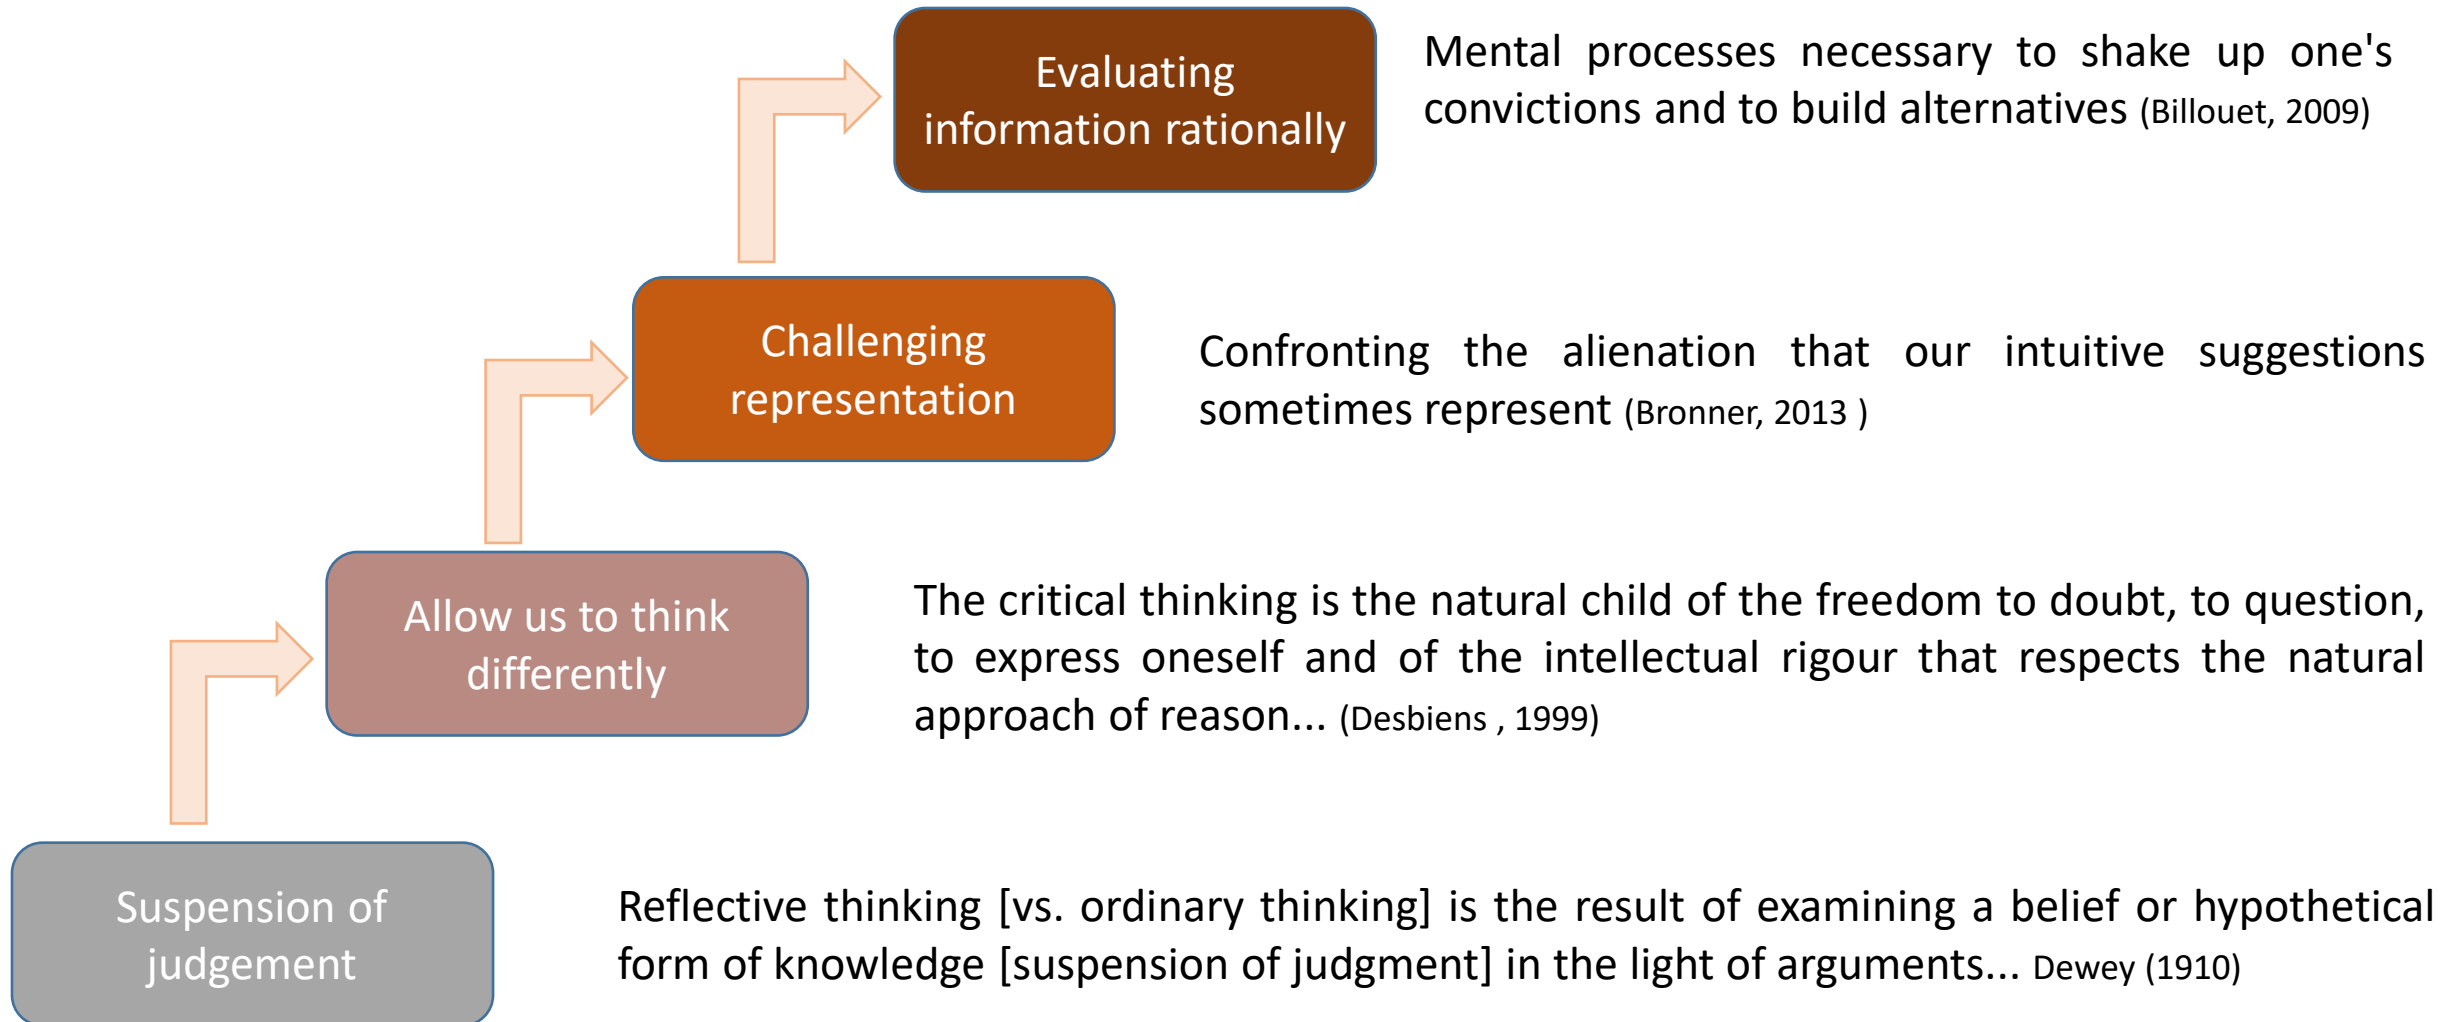 Evaluating
information rationally
Mental processes necessary to shake up one's
convictions and to build alternatives (Billouet, 2009)
Challenging
representation
Confronting the alienation that our intuitive suggestions
sometimes represent (Bronner, 2013 )
Allow us to think
differently
The critical thinking is the natural child of the freedom to doubt, to question,
to express oneself and of the intellectual rigour that respects the natural
approach of reason... (Desbiens , 1999)
Suspension of
judgement
Reflective thinking [vs. ordinary thinking] is the result of examining a belief or hypothetical
form of knowledge [suspension of judgment] in the light of arguments... Dewey (1910)